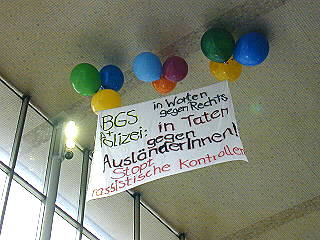 BGS
Polizei:
in Worten
gegen Rechts
in Taten
gegen
AusländerInnen!
Stopt
rassistische Kontrollen